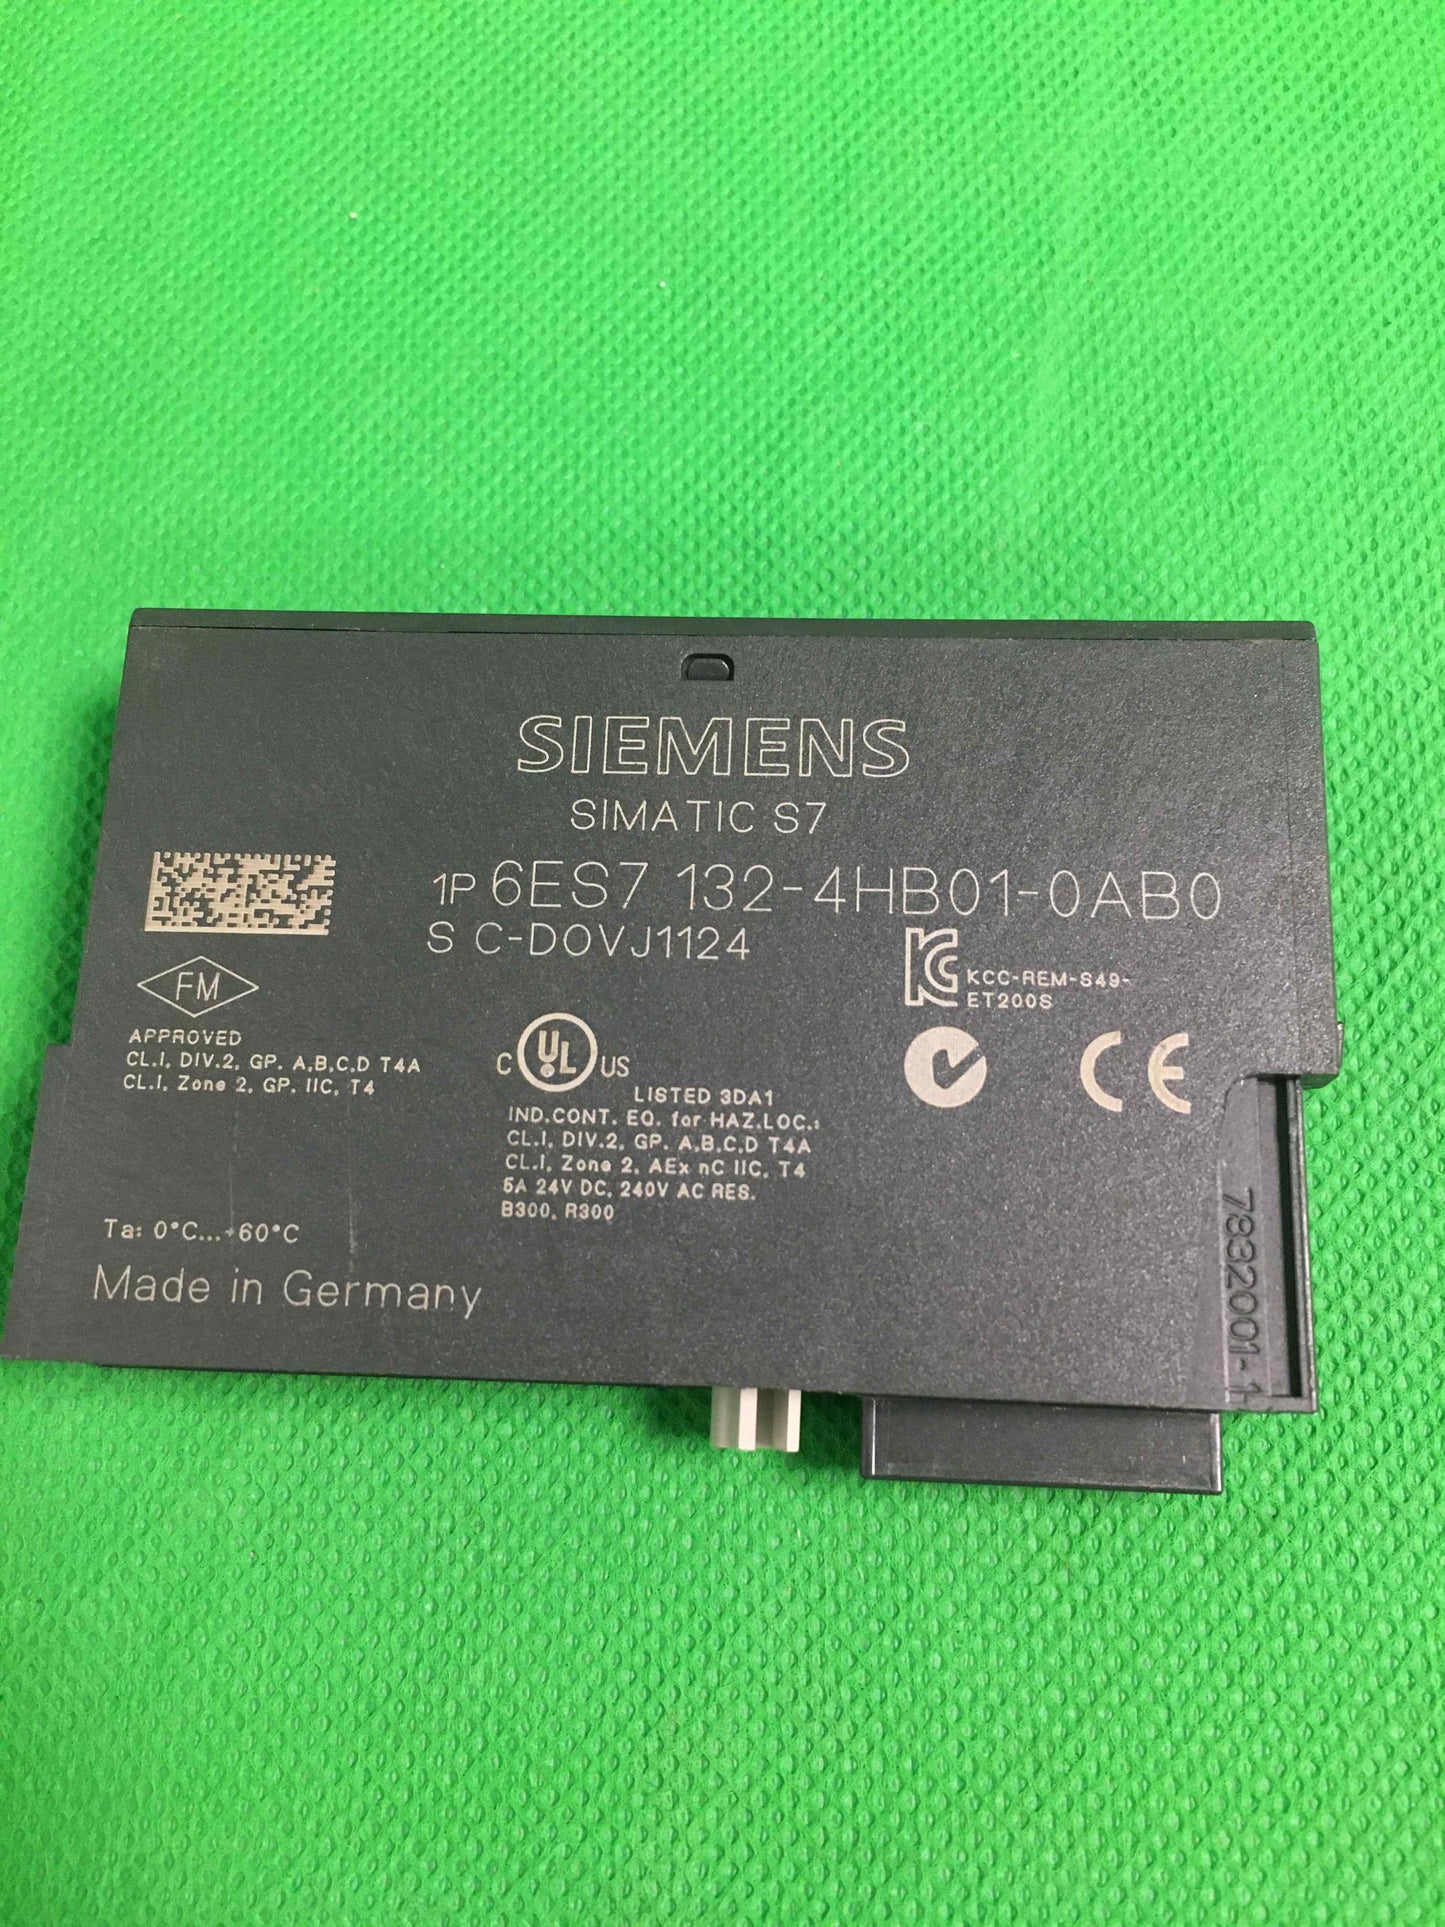 SIEMENS
SIMATIC S7
1P 6ES7 132-4HB01-0AB0
S C-D0VJ1124
KCC-REM-S49-
ET200S
FM
APPROVED
CL.I, DIV.2, GP. A,B,C,D T4A
CL.I, Zone 2, GP. IIC, T4
C UL US
LISTED 3DA1
IND.CONT. EQ. for HAZ.LOC.:
CL.I, DIV.2, GP. A,B,C,D T4A
CL.I, Zone 2, AEx nC IIC, T4
5A 24V DC, 240V AC RES.
B300, R300
CE
Ta: 0°C...+60°C
Made in Germany
7832001-1